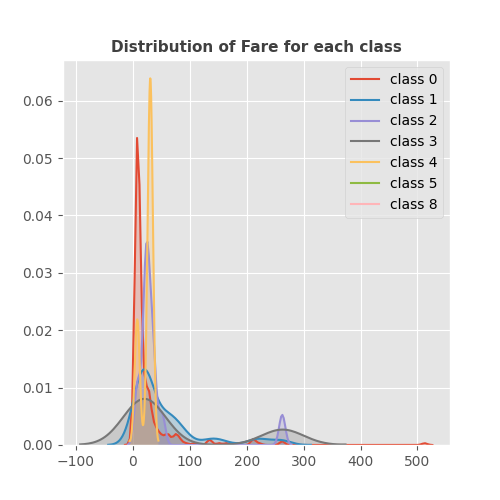 Distribution of Fare for each class
class 0
class 1
class 2
class 3
class 4
class 5
class 8
0.06
0.05
0.04
0.03
0.02
0.01
0.00
−100 0 100 200 300 400 500